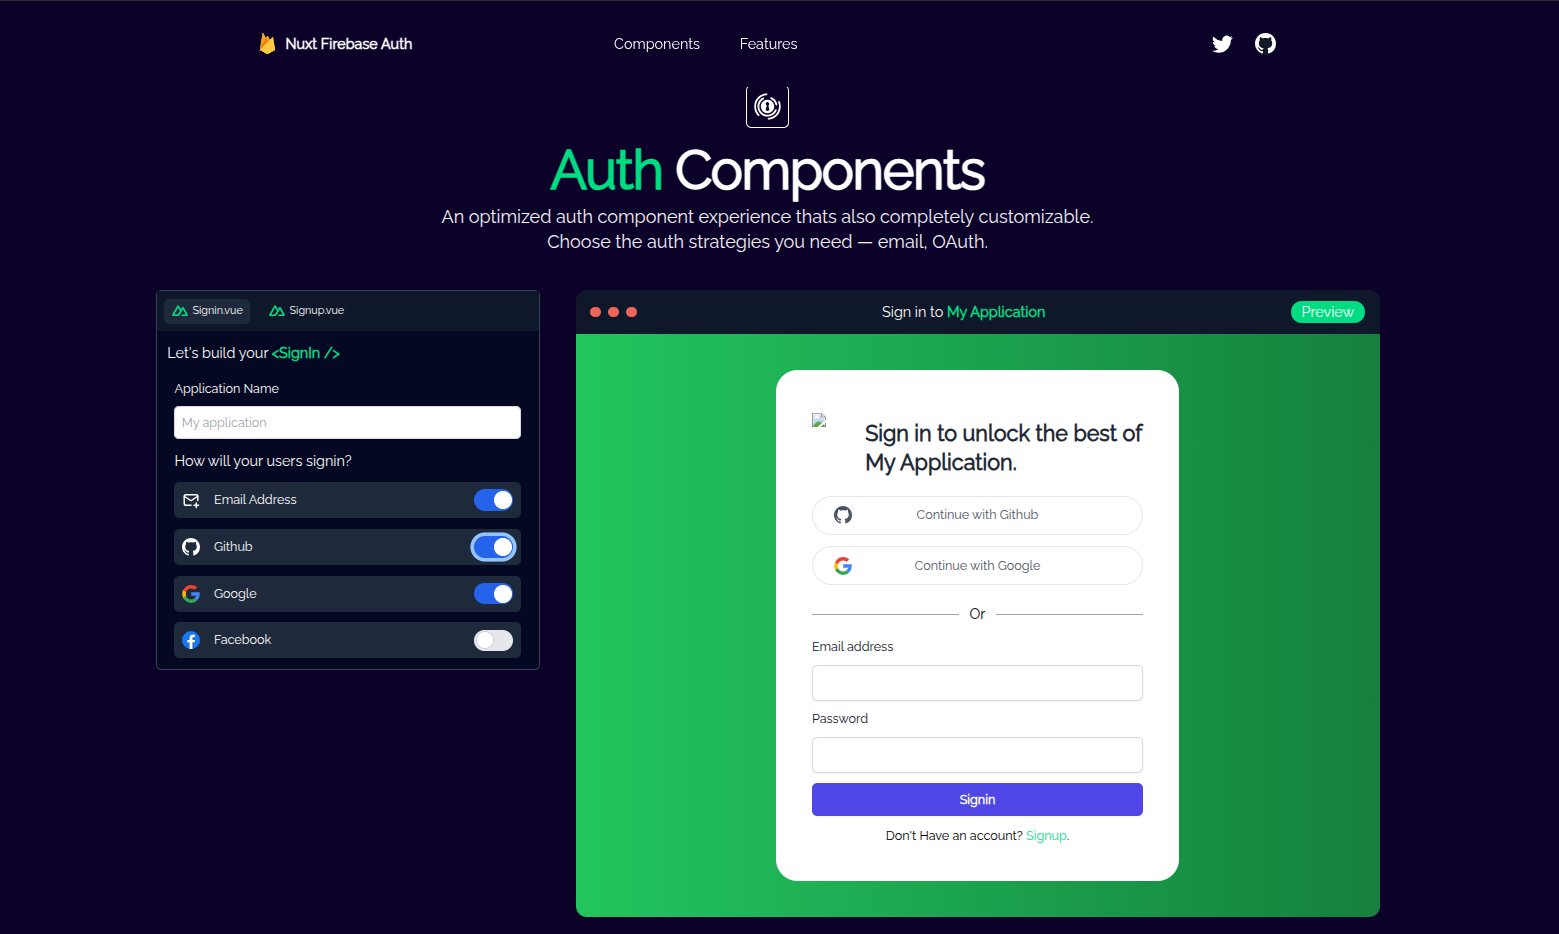 Nuxt Firebase Auth
Components
Features
Auth Components
An optimized auth component experience thats also completely customizable.
Choose the auth strategies you need — email, OAuth.
Signin.vue
Signup.vue
Let's build your <SignIn />
Application Name
My application
How will your users signin?
Email Address
Github
Google
Facebook
Sign in to My Application
Preview
Sign in to unlock the best of
My Application.
Continue with Github
Continue with Google
Or
Email address
Password
Signin
Don't Have an account? Signup.